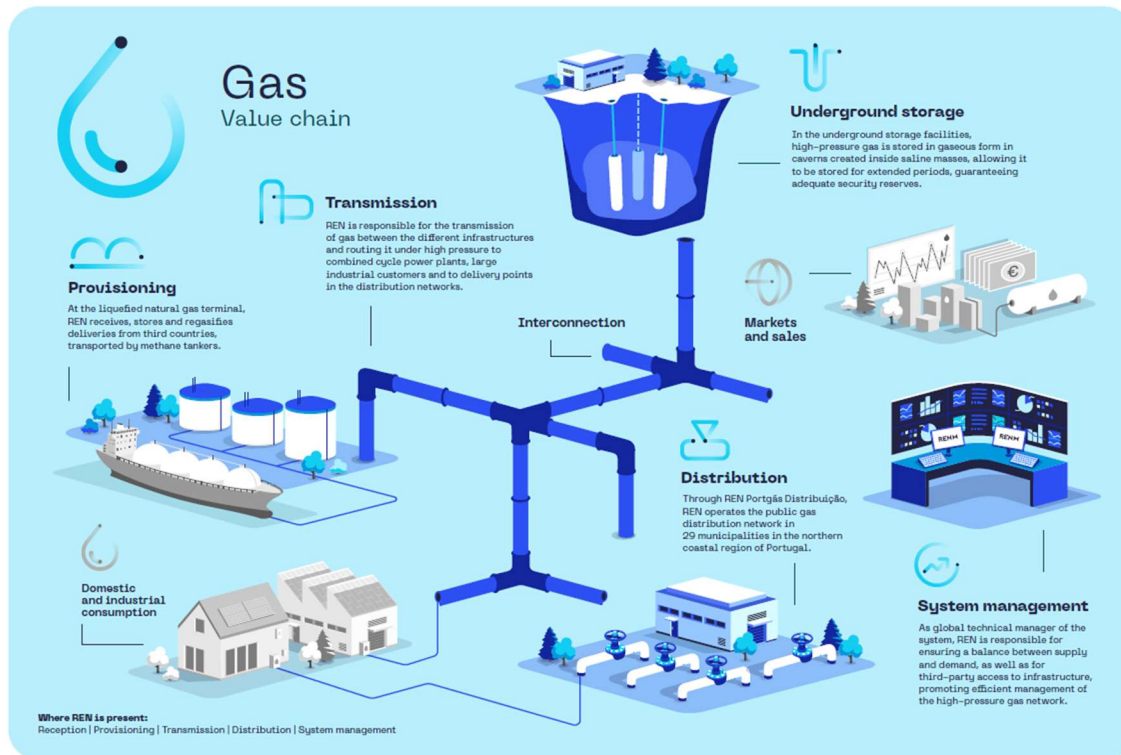 Gas
Value chain
Underground storage
In the underground storage facilities,
high-pressure gas is stored in gaseous form in
caverns created inside saline masses, allowing it
to be stored for extended periods, guaranteeing
adequate security reserves.
Transmission
REN is responsible for the transmission
of gas between the different infrastructures
and routing it under high pressure to
combined cycle power plants, large
industrial customers and to delivery points
in the distribution networks.
Provisioning
At the liquefied natural gas terminal,
REN receives, stores and regasifies
deliveries from third countries,
transported by methane tankers.
Interconnection
Markets
and sales
€
RENM
RENM
Distribution
Through REN Portgás Distribuição,
REN operates the public gas
distribution network in
29 municipalities in the northern
coastal region of Portugal.
Domestic
and industrial
consumption
System management
As global technical manager of the
system, REN is responsible for
ensuring a balance between supply
and demand, as well as for
third-party access to infrastructure,
promoting efficient management of
the high-pressure gas network.
Where REN is present:
Reception | Provisioning | Transmission | Distribution | System management